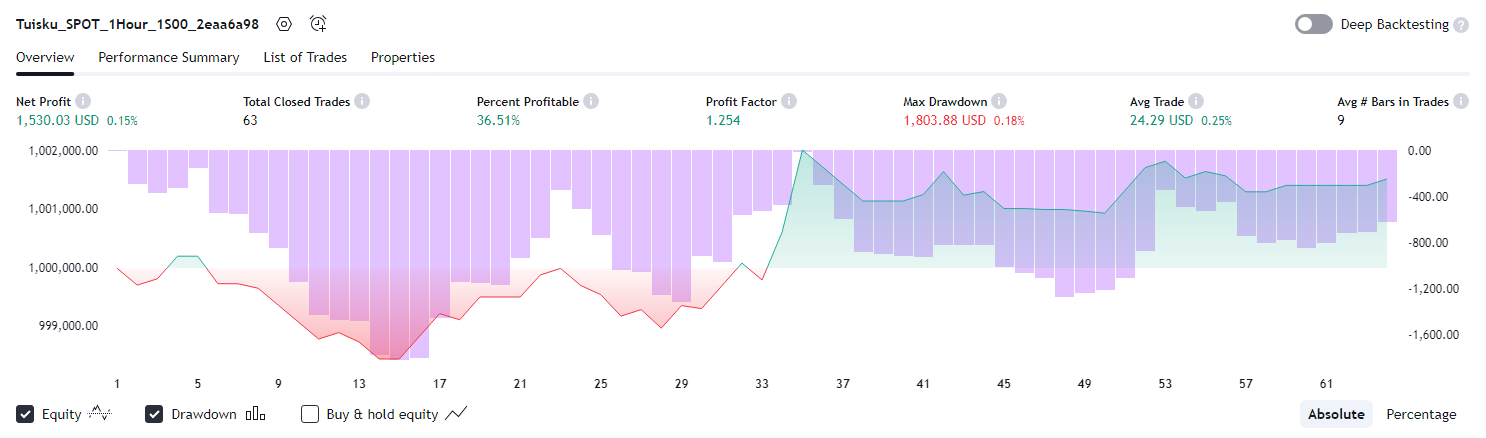 Tuisku_SPOT_1Hour_1S00_2eaa6a98 Deep Backtesting ?
Overview Performance Summary List of Trades Properties
Net Profit i Total Closed Trades i Percent Profitable i Profit Factor i Max Drawdown i Avg Trade i Avg # Bars in Trades i
1,530.03 USD 0.15% 63 36.51% 1.254 1,803.88 USD 0.18% 24.29 USD 0.25% 9
1,002,000.00 0.00
-400.00
1,001,000.00
-800.00
1,000,000.00
-1,200.00
999,000.00
-1,600.00
1 5 9 13 17 21 25 29 33 37 41 45 49 53 57 61
Equity Drawdown Buy & hold equity Absolute Percentage